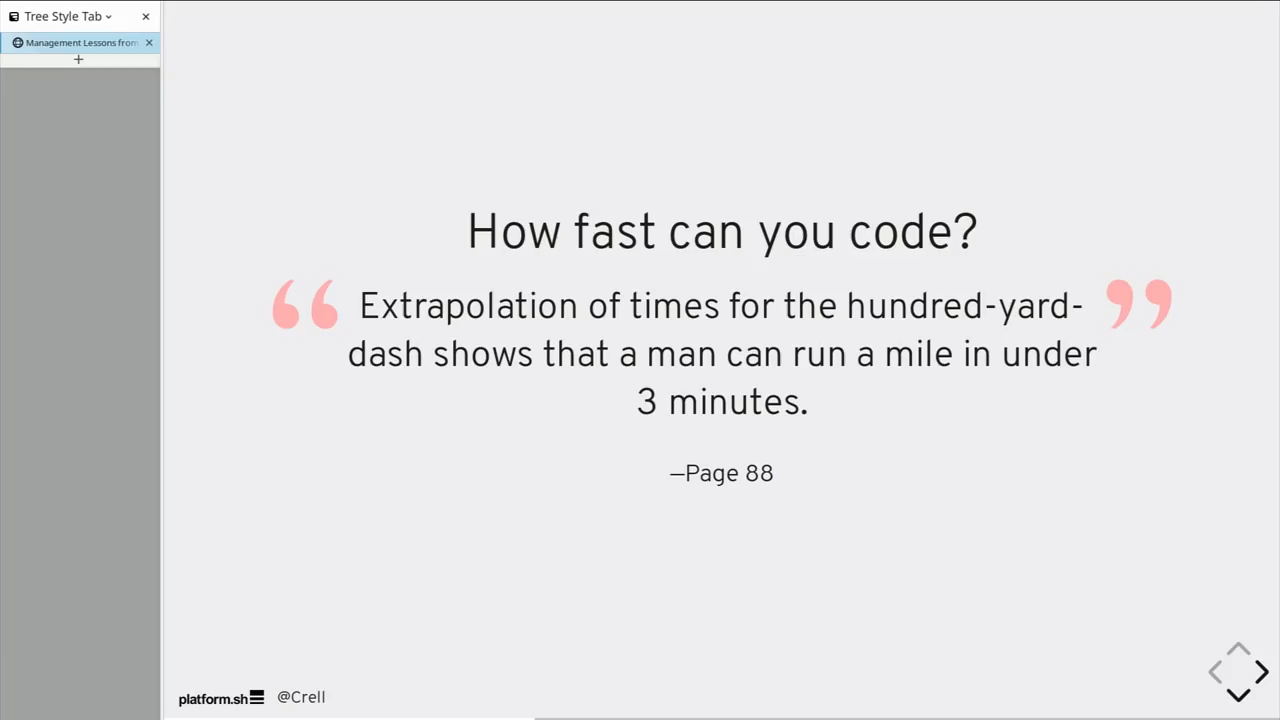 Tree Style Tab
Management Lessons from
How fast can you code?
“Extrapolation of times for the hundred-yard-
dash shows that a man can run a mile in under
3 minutes.”
—Page 88
platform.sh @Crell